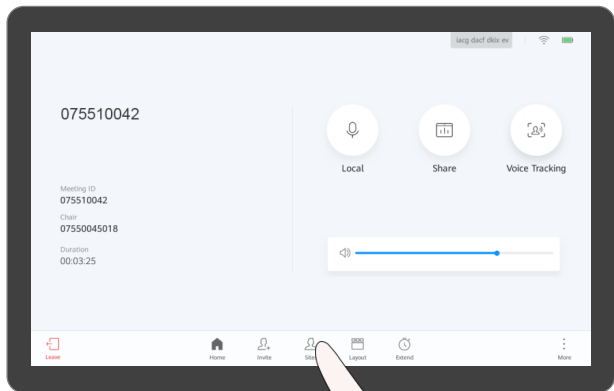 iacg dacf dkix ev
075510042
Local
Share
Voice Tracking
Meeting ID
075510042
Chair
07550045018
Duration
00:03:25
Leave
Home
Invite
Layout
Extend
More